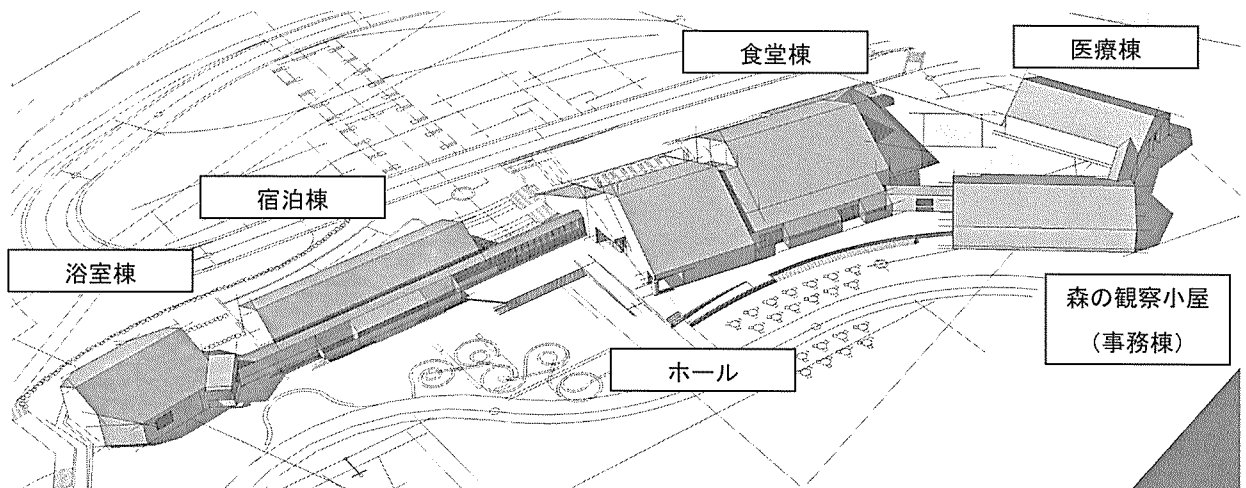 食堂棟
医療棟
宿泊棟
浴室棟
森の観察小屋
(事務棟)
ホール